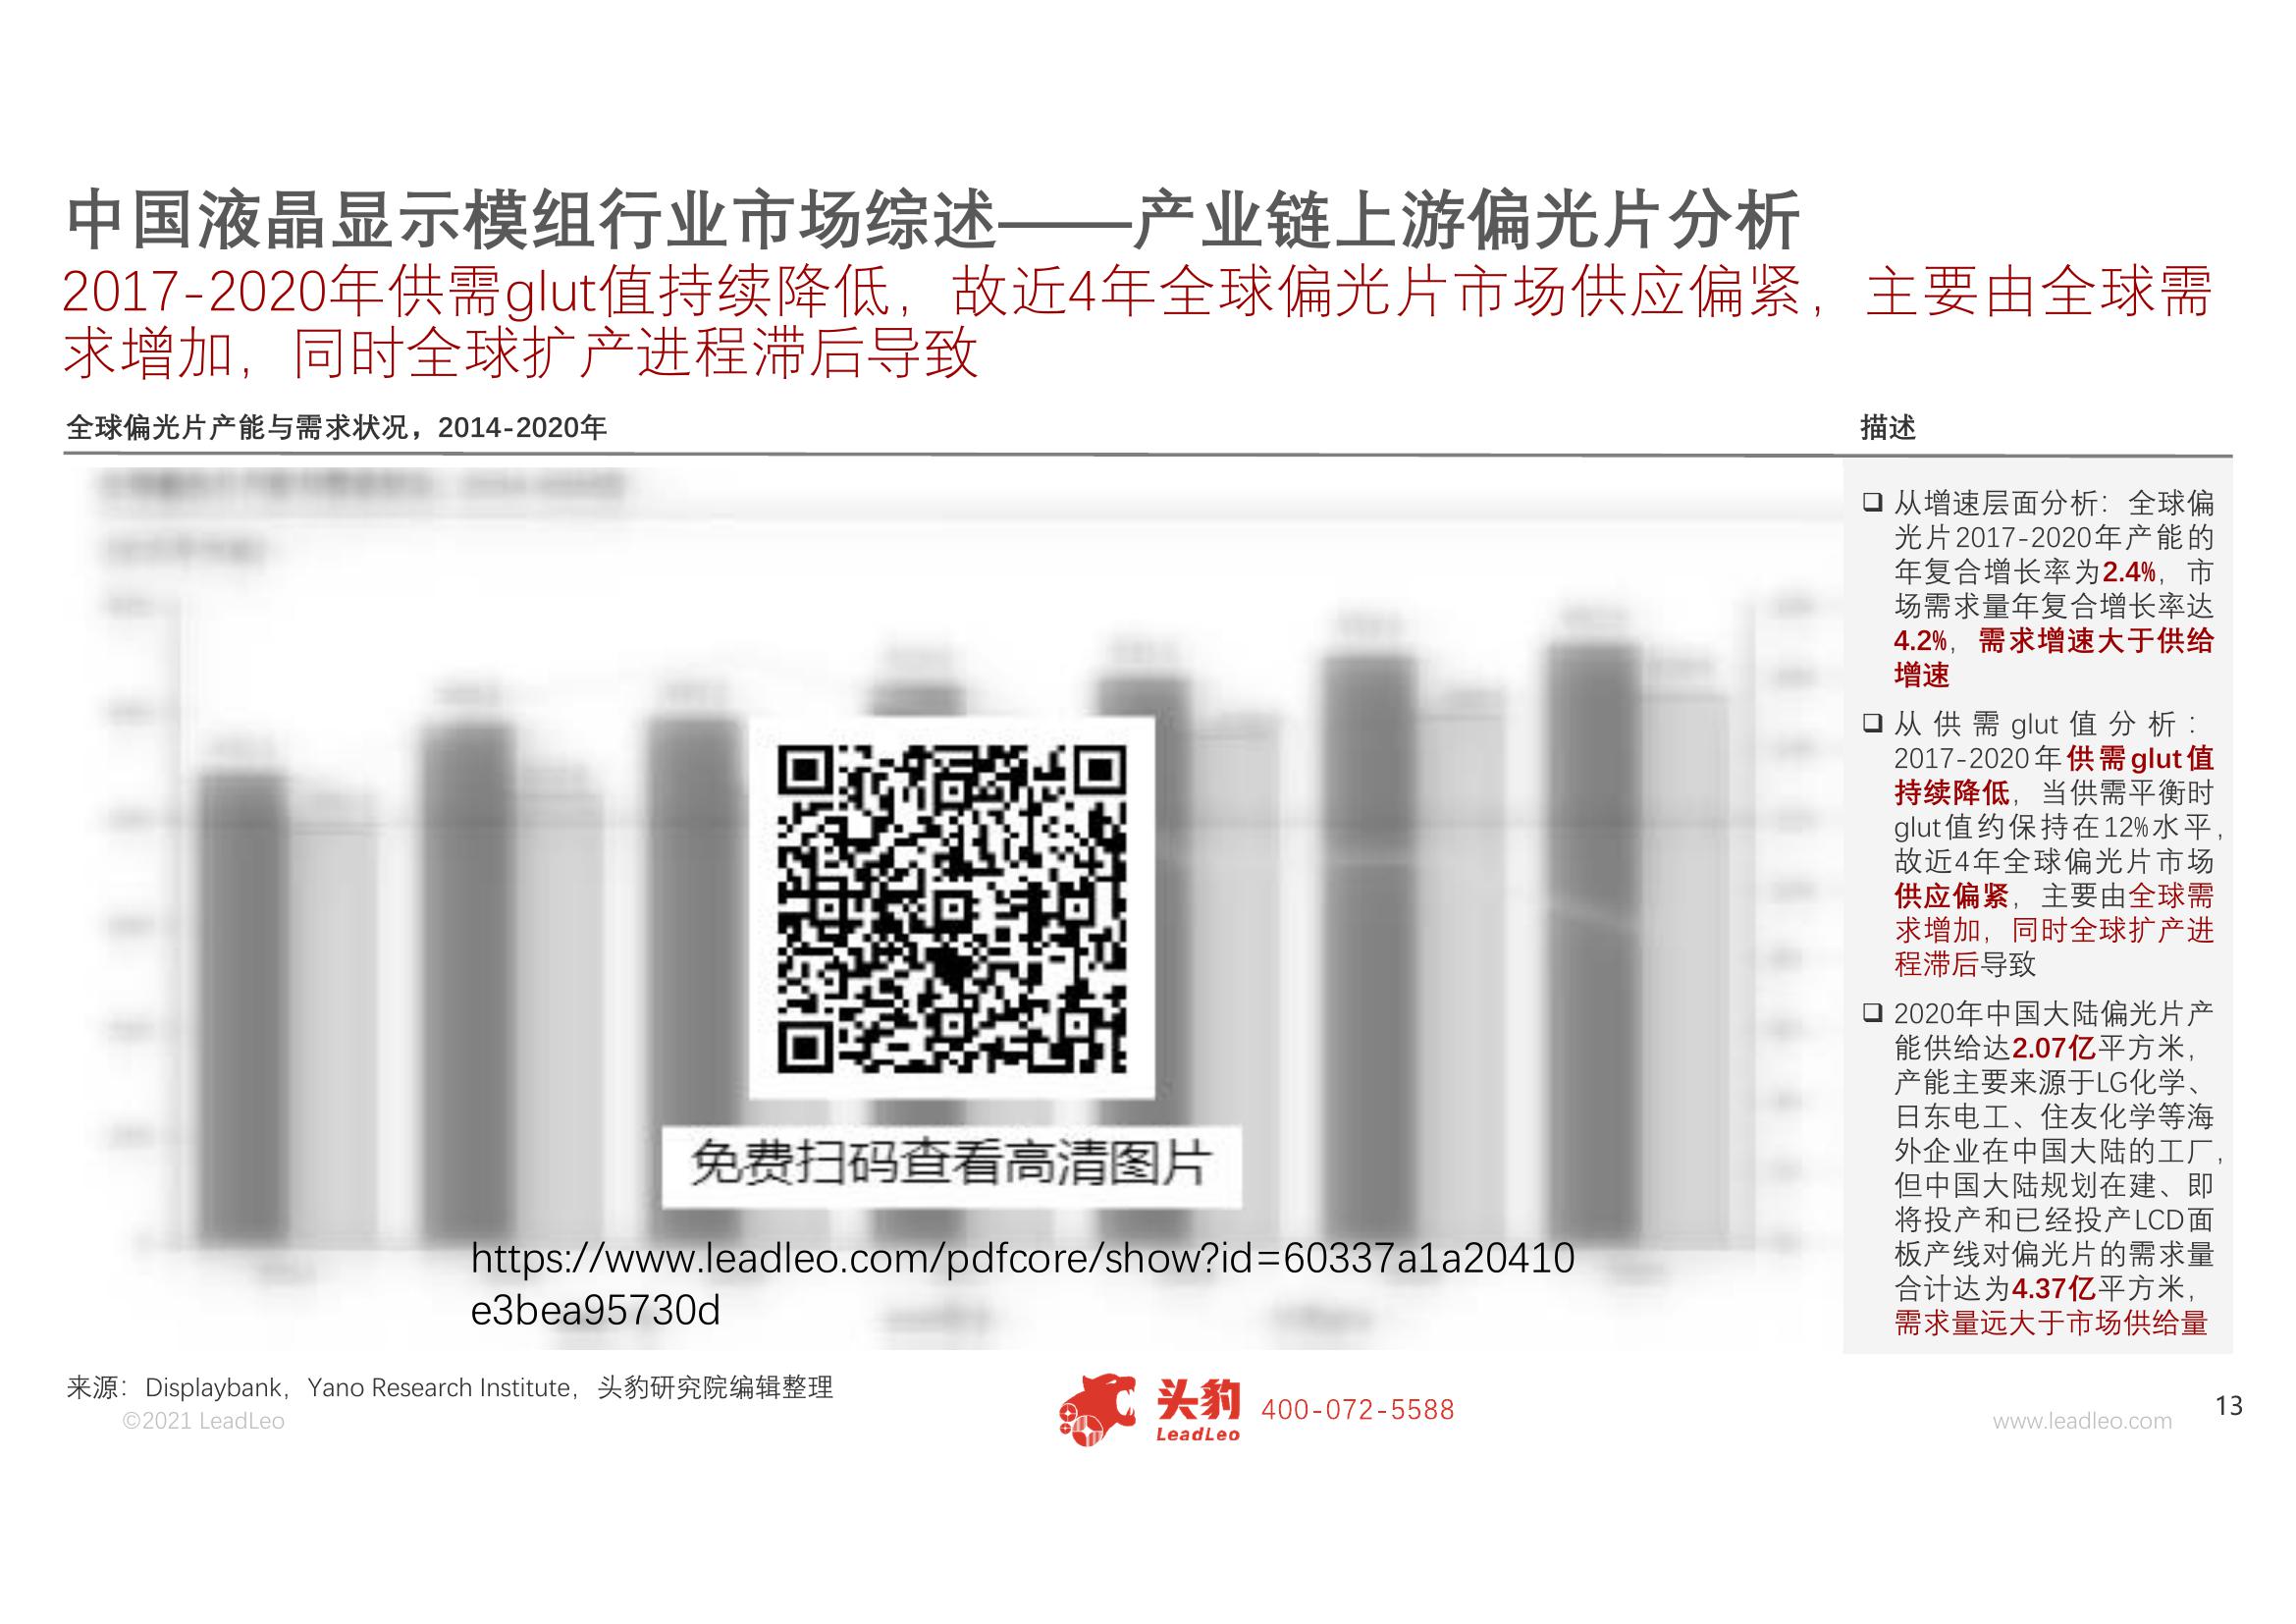 中国液晶显示模组行业市场综述——产业链上游偏光片分析
2017-2020年供需glut值持续降低，故近4年全球偏光片市场供应偏紧，主要由全球需
求增加，同时全球扩产进程滞后导致
全球偏光片产能与需求状况，2014-2020年
描述
❑ 从增速层面分析：全球偏
光片2017-2020年产能的
年复合增长率为2.4%，市
场需求量年复合增长率达
4.2%，需求增速大于供给
增速
❑ 从供需glut值分析：
2017-2020年供需glut值
持续降低，当供需平衡时
glut值约保持在12%水平，
故近4年全球偏光片市场
供应偏紧，主要由全球需
求增加，同时全球扩产进
程滞后导致
❑ 2020年中国大陆偏光片产
能供给达2.07亿平方米，
产能主要来源于LG化学、
日东电工、住友化学等海
外企业在中国大陆的工厂，
但中国大陆规划在建、即
将投产和已经投产LCD面
板产线对偏光片的需求量
合计达为4.37亿平方米，
需求量远大于市场供给量
免费扫码查看高清图片
https://www.leadleo.com/pdfcore/show?id=60337a1a20410
e3bea95730d
来源：Displaybank，Yano Research Institute，头豹研究院编辑整理
©2021 LeadLeo
头豹
LeadLeo
400-072-5588
www.leadleo.com
13